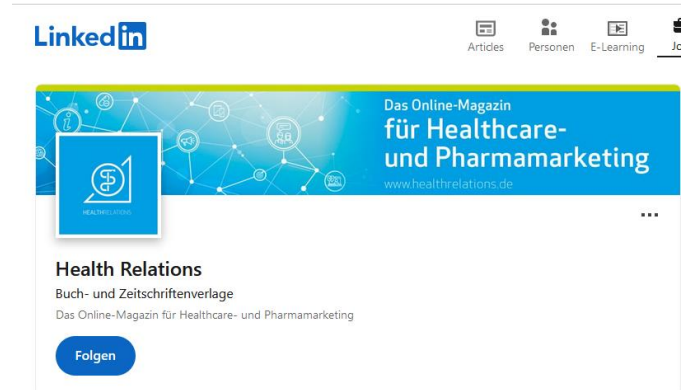 Linked in
Articles Personen E-Learning Jo
Das Online-Magazin
für Healthcare-
und Pharmamarketing
www.healthrelations.de
HEALTHRELATIONS
Health Relations
Buch- und Zeitschriftenverlage
Das Online-Magazin für Healthcare- und Pharmamarketing
Folgen